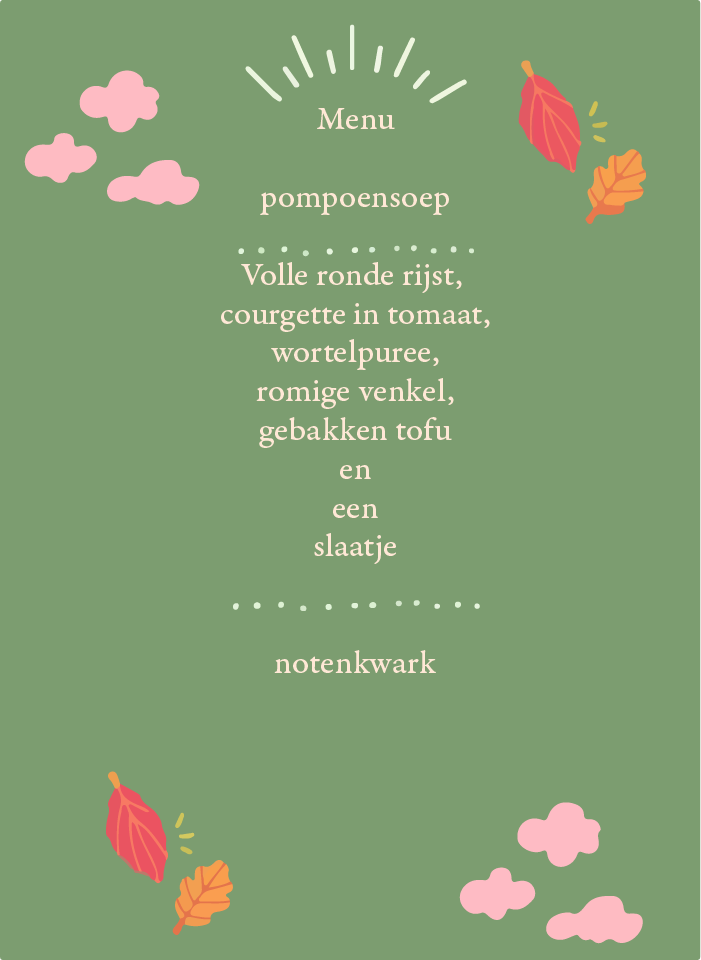 Menu
pompoensoep
Volle ronde rijst,
courgette in tomaat,
wortelpuree,
romige venkel,
gebakken tofu
en
een
slaatje
notenkwark